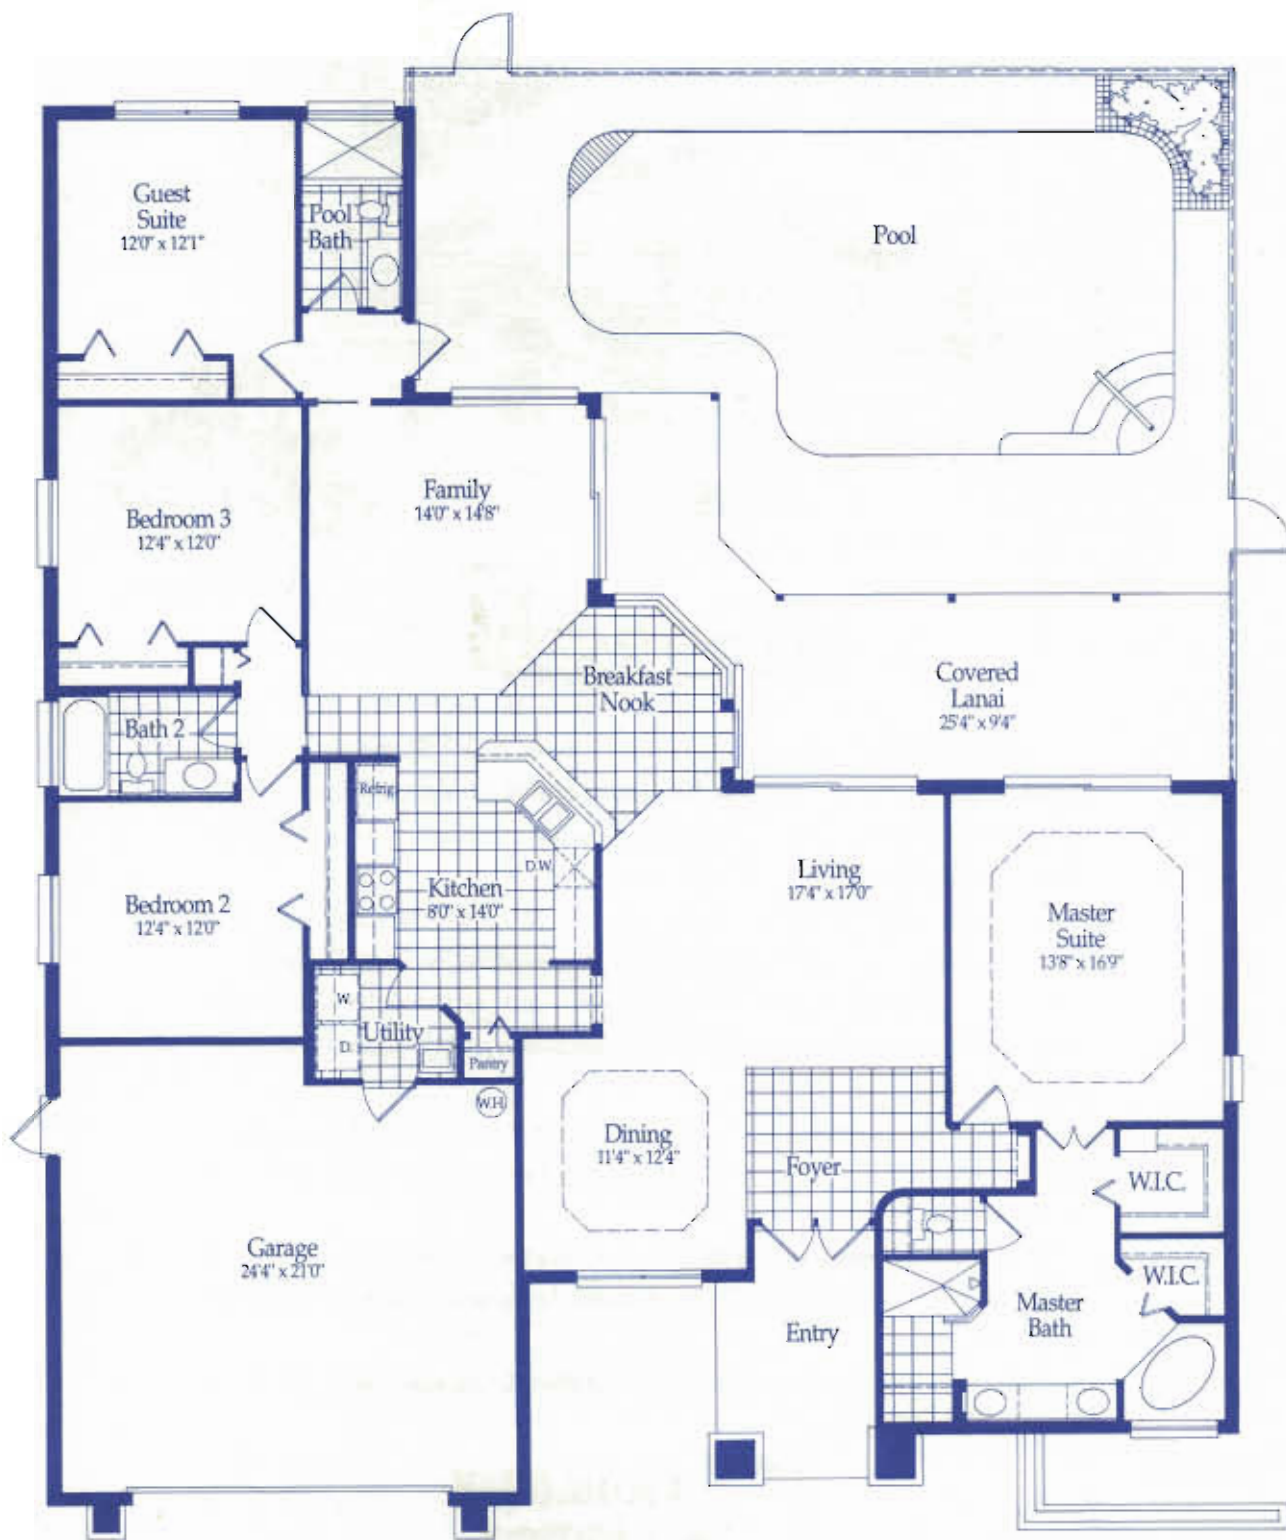 Guest
Suite
12'0" x 12'1"
Pool
Bath
Pool
Bedroom 3
12'4" x 12'0"
Family
14'0" x 14'8"
Breakfast
Nook
Covered
Lanai
25'4" x 9'4"
Bath 2
Refrig.
D.W.
Kitchen
8'0" x 14'0"
Living
17'4" x 17'0"
Bedroom 2
12'4" x 12'0"
Master
Suite
13'8" x 16'9"
W.
D.
Utility
Pantry
W.H.
Dining
11'4" x 12'4"
Foyer
W.I.C.
Garage
24'4" x 21'0"
W.I.C.
Master
Bath
Entry